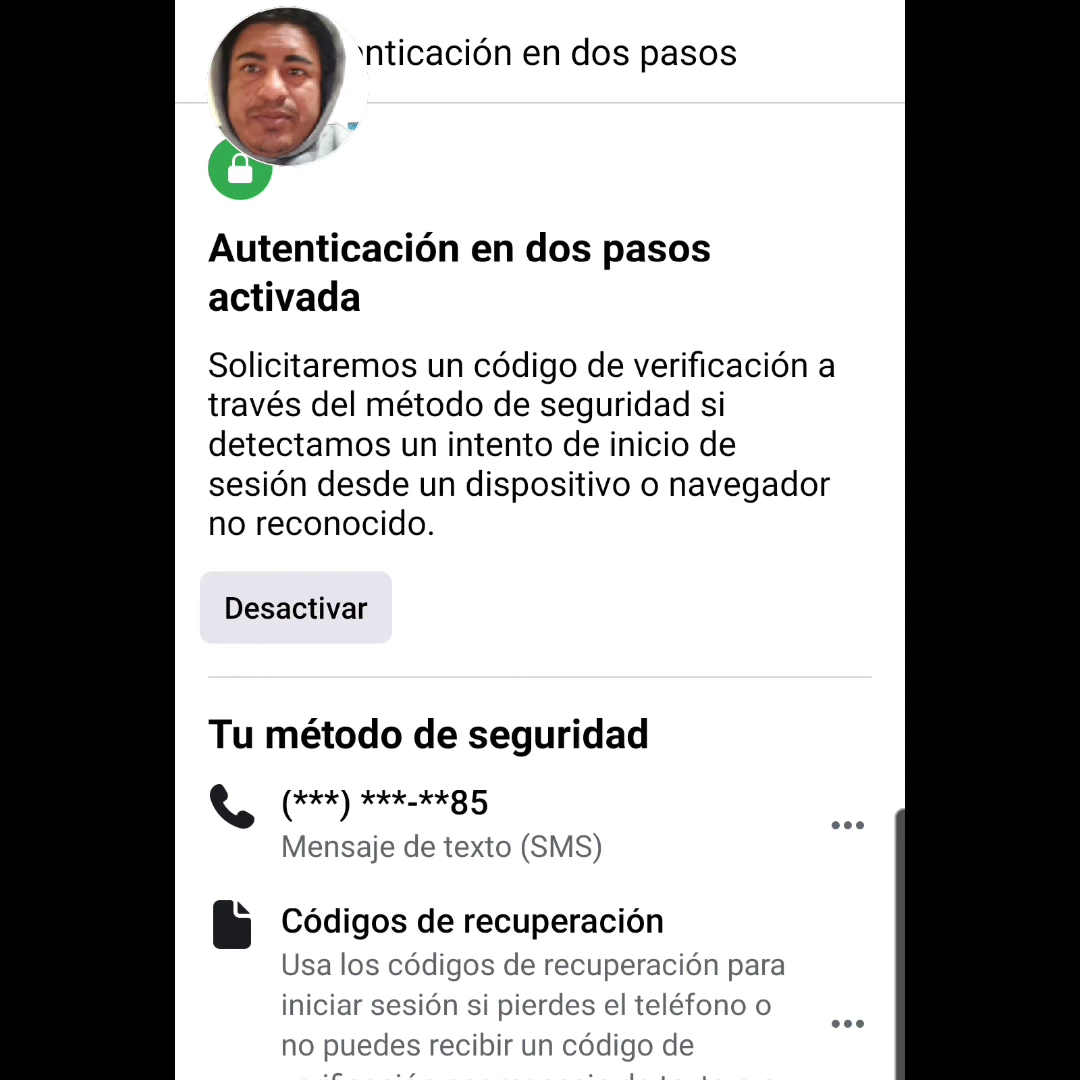 nticación en dos pasos
Autenticación en dos pasos
activada
Solicitaremos un código de verificación a
través del método de seguridad si
detectamos un intento de inicio de
sesión desde un dispositivo o navegador
no reconocido.
Desactivar
Tu método de seguridad
(***) ***-**85
Mensaje de texto (SMS)
Códigos de recuperación
Usa los códigos de recuperación para
iniciar sesión si pierdes el teléfono o
no puedes recibir un código de